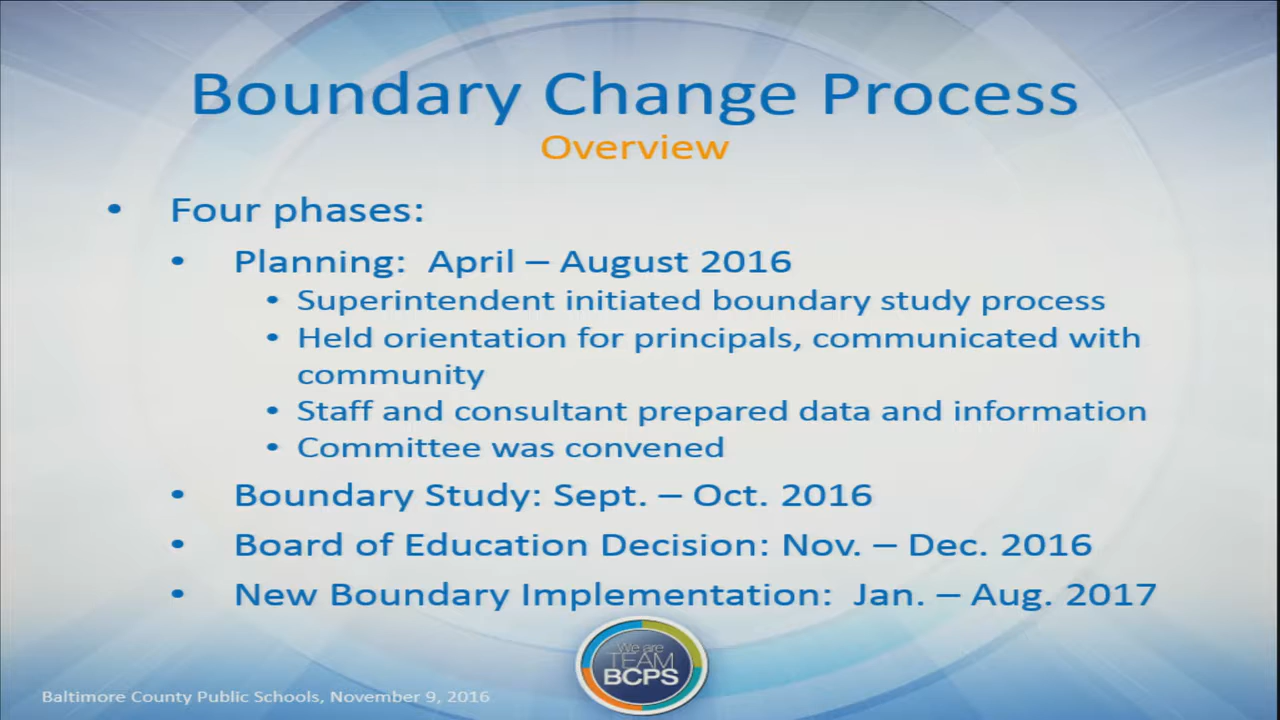 Boundary Change Process
Overview
• Four phases:
• Planning: April – August 2016
• Superintendent initiated boundary study process
• Held orientation for principals, communicated with
community
• Staff and consultant prepared data and information
• Committee was convened
• Boundary Study: Sept. – Oct. 2016
• Board of Education Decision: Nov. – Dec. 2016
• New Boundary Implementation: Jan. – Aug. 2017
We are
TEAM
BCPS
Baltimore County Public Schools, November 9, 2016